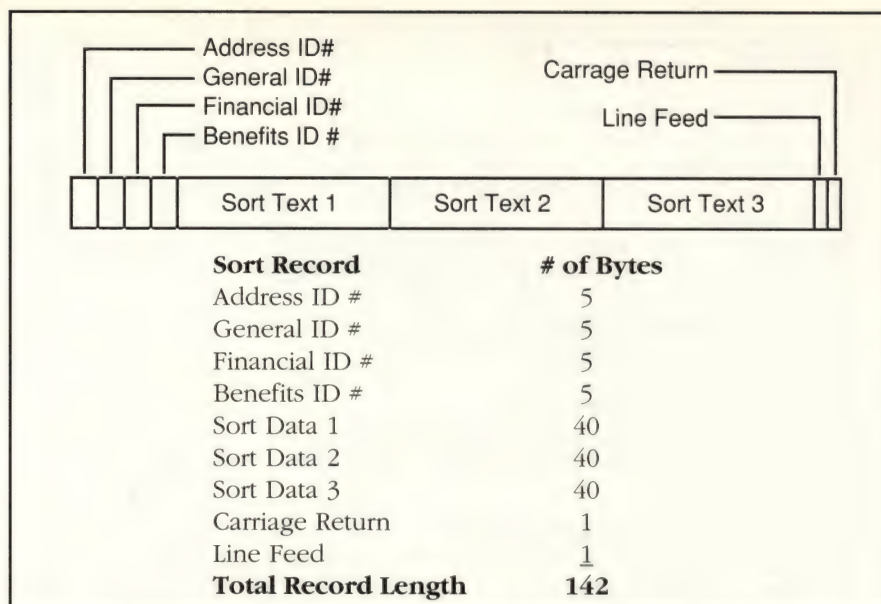 Address ID#
General ID#
Financial ID#
Benefits ID #
Carrage Return
Line Feed
Sort Text 1 Sort Text 2 Sort Text 3
Sort Record # of Bytes
Address ID # 5
General ID # 5
Financial ID # 5
Benefits ID # 5
Sort Data 1 40
Sort Data 2 40
Sort Data 3 40
Carriage Return 1
Line Feed 1
Total Record Length 142